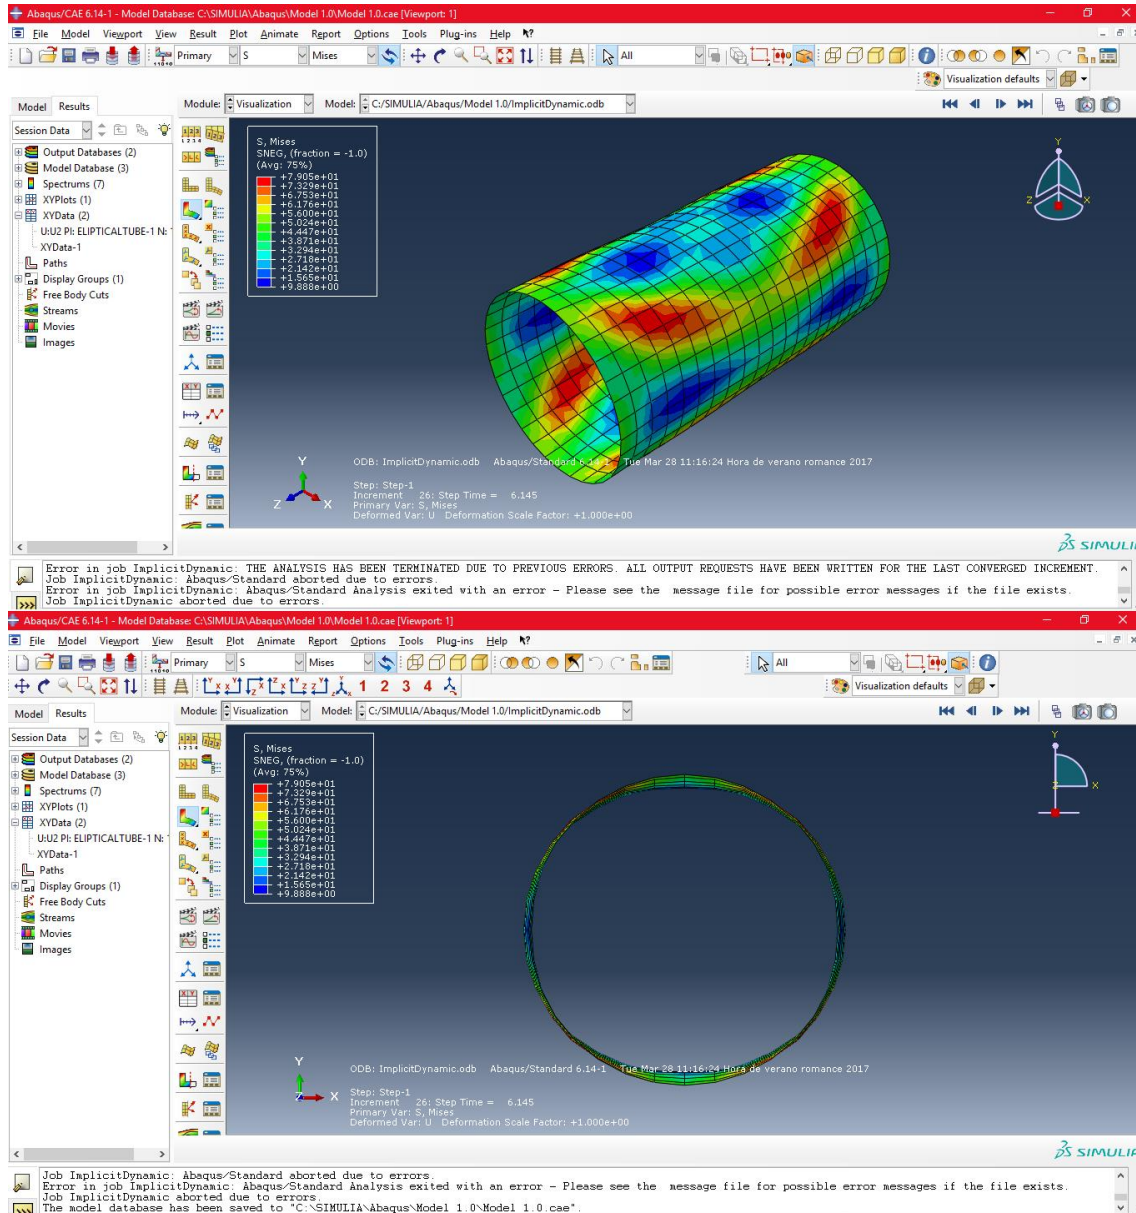 Abaqus/CAE 6.14-1 - Model Database: C:\SIMULIA\Abaqus\Model 1.0\Model 1.0.cae [Viewport: 1]
File Model Viewport View Result Plot Animate Report Options Tools Plug-ins Help
Primary S Mises All
Visualization defaults
Model Results Module: Visualization Model: C:/SIMULIA/Abaqus/Model 1.0/ImplicitDynamic.odb
Session Data
Output Databases (2)
Model Database (3)
Spectrums (7)
XYPlots (1)
XYData (2)
U:U2 PI: ELIPTICALTUBE-1 N:
XYData-1
Paths
Display Groups (1)
Free Body Cuts
Streams
Movies
Images
S, Mises
SNEG, (fraction = -1.0)
(Avg: 75%)
+7.905e+01
+7.329e+01
+6.753e+01
+6.176e+01
+5.600e+01
+5.024e+01
+4.447e+01
+3.871e+01
+3.294e+01
+2.718e+01
+2.142e+01
+1.565e+01
+9.888e+00
Y
Z X
Y
Z X
ODB: ImplicitDynamic.odb Abaqus/Standard 6.14-1 Tue Mar 28 11:16:24 Hora de verano romance 2017
Step: Step-1
Increment 26: Step Time = 6.145
Primary Var: S, Mises
Deformed Var: U Deformation Scale Factor: +1.000e+00
SIMULIA
Error in job ImplicitDynamic: THE ANALYSIS HAS BEEN TERMINATED DUE TO PREVIOUS ERRORS. ALL OUTPUT REQUESTS HAVE BEEN WRITTEN FOR THE LAST CONVERGED INCREMENT.
Job ImplicitDynamic: Abaqus/Standard aborted due to errors.
Error in job ImplicitDynamic: Abaqus/Standard Analysis exited with an error - Please see the message file for possible error messages if the file exists.
Job ImplicitDynamic aborted due to errors.
Abaqus/CAE 6.14-1 - Model Database: C:\SIMULIA\Abaqus\Model 1.0\Model 1.0.cae [Viewport: 1]
File Model Viewport View Result Plot Animate Report Options Tools Plug-ins Help
Primary S Mises All
1 2 3 4 Visualization defaults
Model Results Module: Visualization Model: C:/SIMULIA/Abaqus/Model 1.0/ImplicitDynamic.odb
Session Data
Output Databases (2)
Model Database (3)
Spectrums (7)
XYPlots (1)
XYData (2)
U:U2 PI: ELIPTICALTUBE-1 N:
XYData-1
Paths
Display Groups (1)
Free Body Cuts
Streams
Movies
Images
S, Mises
SNEG, (fraction = -1.0)
(Avg: 75%)
+7.905e+01
+7.329e+01
+6.753e+01
+6.176e+01
+5.600e+01
+5.024e+01
+4.447e+01
+3.871e+01
+3.294e+01
+2.718e+01
+2.142e+01
+1.565e+01
+9.888e+00
Y
Z X
Y
Z X
ODB: ImplicitDynamic.odb Abaqus/Standard 6.14-1 Tue Mar 28 11:16:24 Hora de verano romance 2017
Step: Step-1
Increment 26: Step Time = 6.145
Primary Var: S, Mises
Deformed Var: U Deformation Scale Factor: +1.000e+00
SIMULIA
Job ImplicitDynamic: Abaqus/Standard aborted due to errors.
Error in job ImplicitDynamic: Abaqus/Standard Analysis exited with an error - Please see the message file for possible error messages if the file exists.
Job ImplicitDynamic aborted due to errors.
The model database has been saved to "C:\SIMULIA\Abaqus\Model 1.0\Model 1.0.cae".